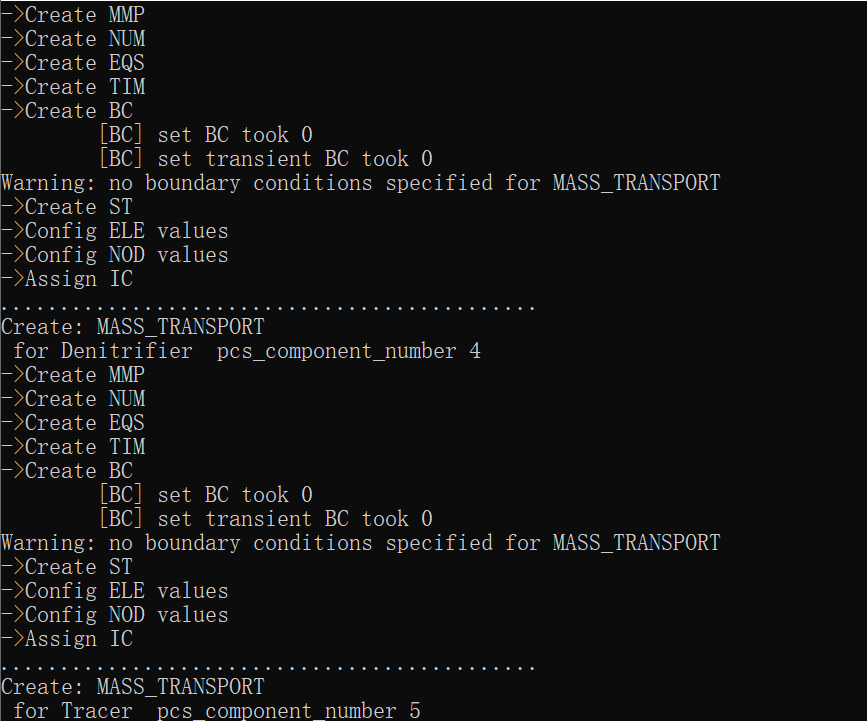 ->Create MMP
->Create NUM
->Create EQS
->Create TIM
->Create BC
        [BC] set BC took 0
        [BC] set transient BC took 0
Warning: no boundary conditions specified for MASS_TRANSPORT
->Create ST
->Config ELE values
->Config NOD values
->Assign IC
.............................................
Create: MASS_TRANSPORT
 for Denitrifier  pcs_component_number 4
->Create MMP
->Create NUM
->Create EQS
->Create TIM
->Create BC
        [BC] set BC took 0
        [BC] set transient BC took 0
Warning: no boundary conditions specified for MASS_TRANSPORT
->Create ST
->Config ELE values
->Config NOD values
->Assign IC
.............................................
Create: MASS_TRANSPORT
 for Tracer  pcs_component_number 5